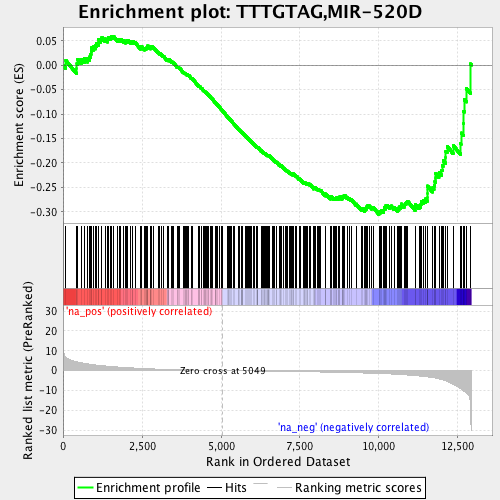 Enrichment plot: TTTGTAG,MIR-520D
Enrichment score (ES)
0.05
0.00
-0.05
-0.10
-0.15
-0.20
-0.25
-0.30
'na_pos' (positively correlated)
Ranked list metric (PreRanked)
30
20
10
0
-10
-20
-30
Zero cross at 5049
'na_neg' (negatively correlated)
0
2,500
5,000
7,500
10,000
12,500
Rank in Ordered Dataset
Enrichment profile
Hits
Ranking metric scores